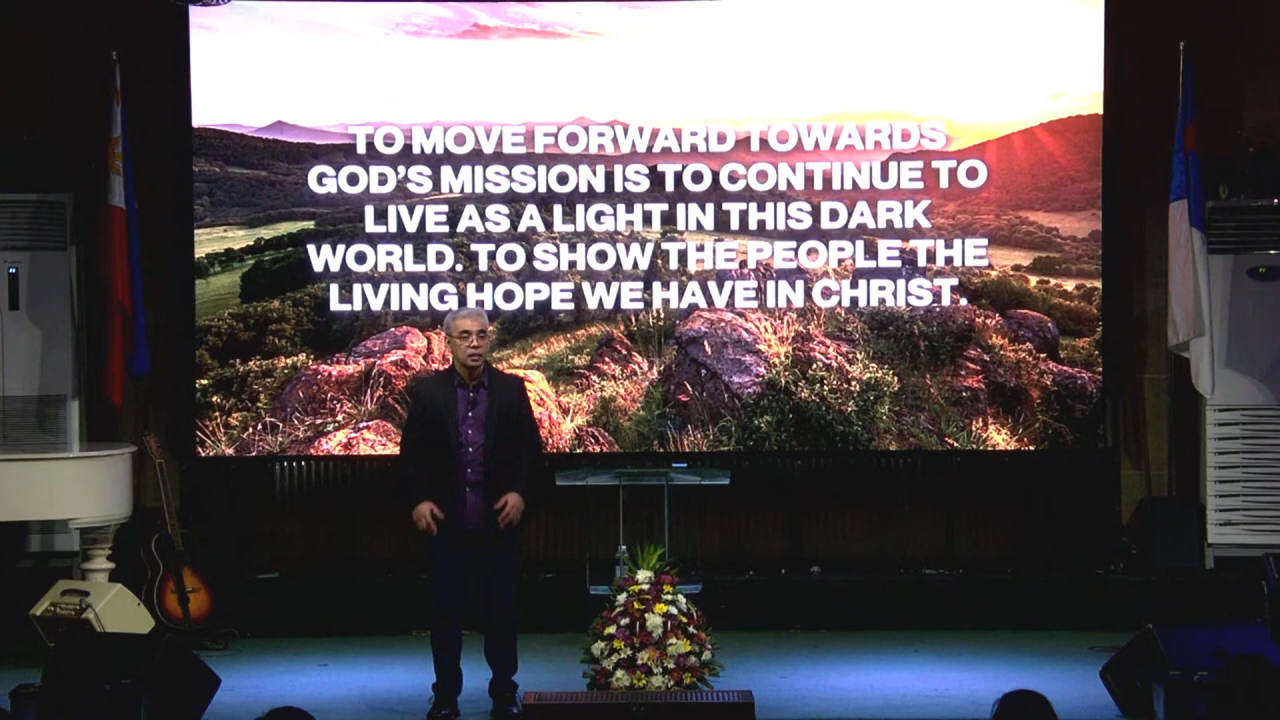 TO MOVE FORWARD TOWARDS
GOD'S MISSION IS TO CONTINUE TO
LIVE AS A LIGHT IN THIS DARK
WORLD. TO SHOW THE PEOPLE THE
LIVING HOPE WE HAVE IN CHRIST.